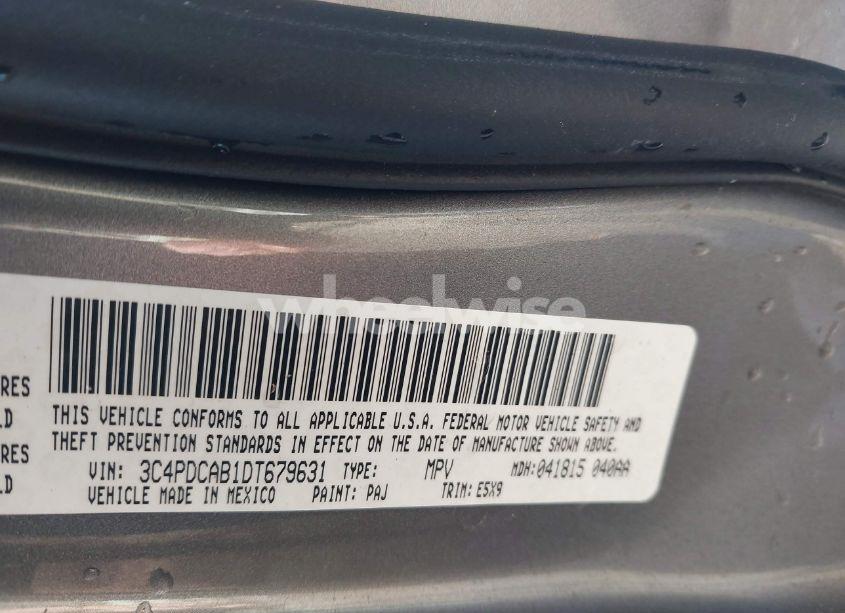 wheelwise
RES
LD
RES
LD
THIS VEHICLE CONFORMS TO ALL APPLICABLE U.S.A. FEDERAL MOTOR VEHICLE SAFETY AND
THEFT PREVENTION STANDARDS IN EFFECT ON THE DATE OF MANUFACTURE SHOWN ABOVE.
VIN: 3C4PDCAB1DT679631 TYPE: MPV MDH:041815 040AA
VEHICLE MADE IN MEXICO PAINT: PAJ TRIM: E5X9